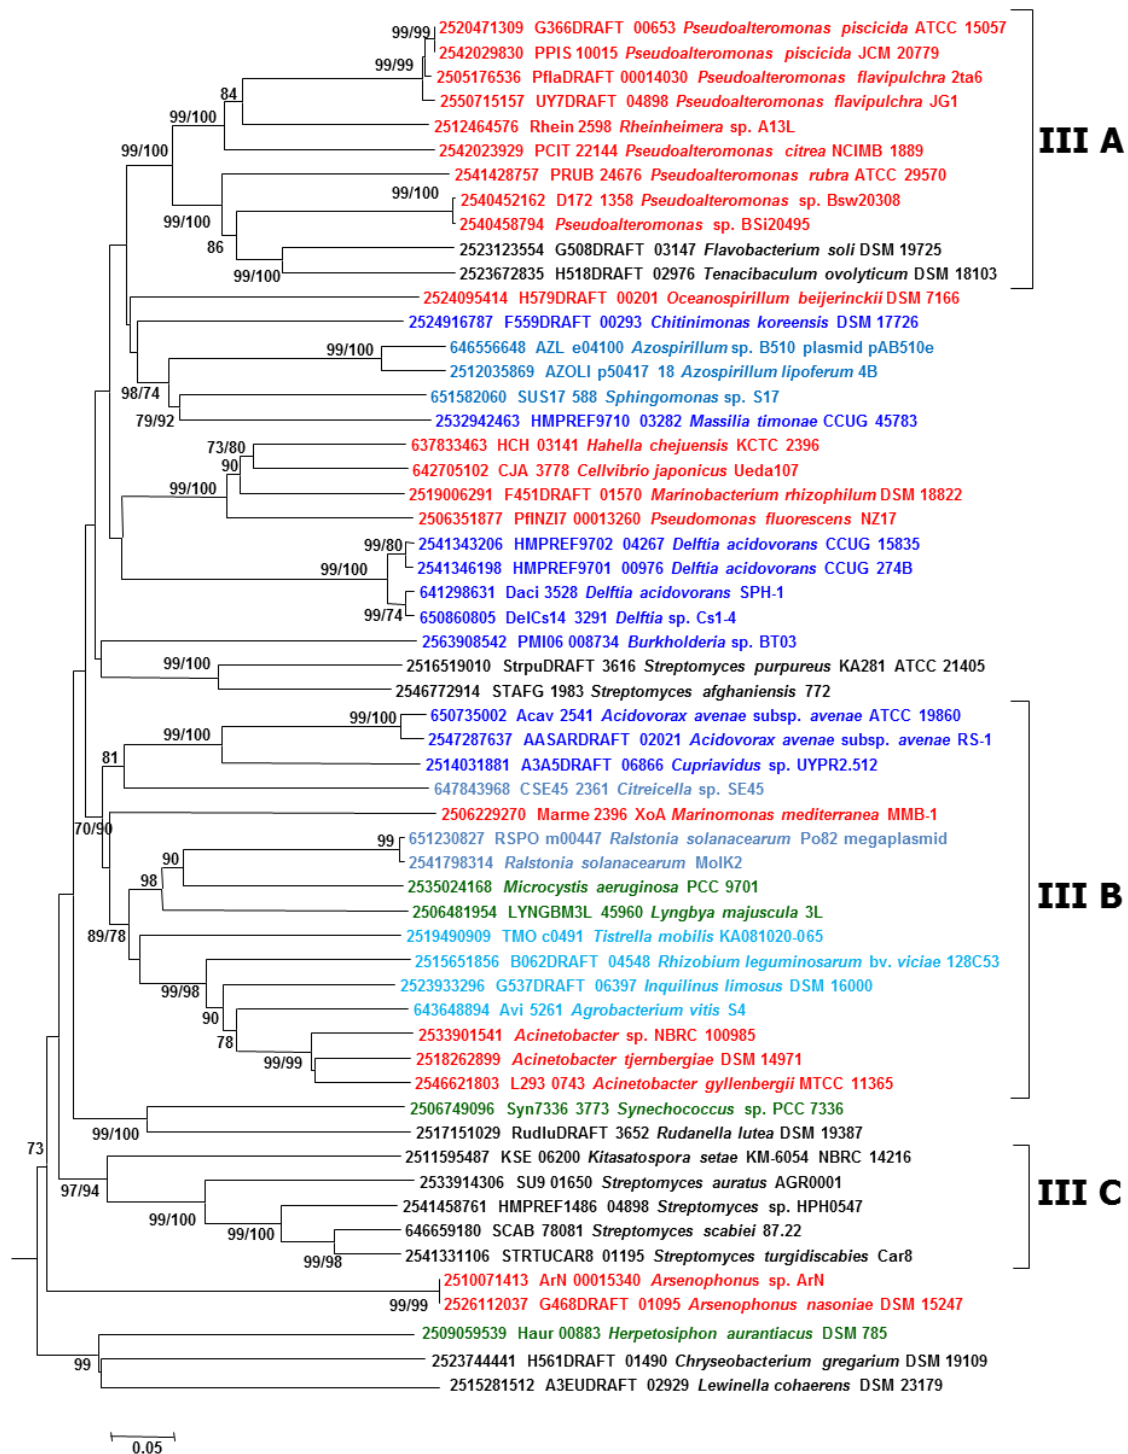 99/99 2520471309 G366DRAFT 00653 Pseudoalteromonas piscicida ATCC 15057
2542029830 PPIS 10015 Pseudoalteromonas piscicida JCM 20779
99/99 2505176536 PflaDRAFT 00014030 Pseudoalteromonas flavipulchra 2ta6
84 2550715157 UY7DRAFT 04898 Pseudoalteromonas flavipulchra JG1
99/100 2512464576 Rhein 2598 Rheinheimera sp. A13L
III A
99/100 2542023929 PCIT 22144 Pseudoalteromonas citrea NCIMB 1889
2541428757 PRUB 24676 Pseudoalteromonas rubra ATCC 29570
99/100 2540452162 D172 1358 Pseudoalteromonas sp. Bsw20308
99/100 2540458794 Pseudoalteromonas sp. BSi20495
86 2523123554 G508DRAFT 03147 Flavobacterium soli DSM 19725
99/100 2523672835 H518DRAFT 02976 Tenacibaculum ovolyticum DSM 18103
2524095414 H579DRAFT 00201 Oceanospirillum beijerinckii DSM 7166
2524916787 F559DRAFT 00293 Chitinimonas koreensis DSM 17726
99/100 646556648 AZL e04100 Azospirillum sp. B510 plasmid pAB510e
2512035869 AZOLI p50417 18 Azospirillum lipoferum 4B
98/74 651582060 SUS17 588 Sphingomonas sp. S17
79/92 2532942463 HMPREF9710 03282 Massilia timonae CCUG 45783
73/80 637833463 HCH 03141 Hahella chejuensis KCTC 2396
90 642705102 CJA 3778 Cellvibrio japonicus Ueda107
99/100 2519006291 F451DRAFT 01570 Marinobacterium rhizophilum DSM 18822
2506351877 PflNZI7 00013260 Pseudomonas fluorescens NZ17
99/80 2541343206 HMPREF9702 04267 Delftia acidovorans CCUG 15835
99/100 2541346198 HMPREF9701 00976 Delftia acidovorans CCUG 274B
641298631 Daci 3528 Delftia acidovorans SPH-1
99/74 650860805 DelCs14 3291 Delftia sp. Cs1-4
2563908542 PMI06 008734 Burkholderia sp. BT03
99/100 2516519010 StrpuDRAFT 3616 Streptomyces purpureus KA281 ATCC 21405
2546772914 STAFG 1983 Streptomyces afghaniensis 772
99/100 650735002 Acav 2541 Acidovorax avenae subsp. avenae ATCC 19860
99/100 2547287637 AASARDRAFT 02021 Acidovorax avenae subsp. avenae RS-1
81 2514031881 A3A5DRAFT 06866 Cupriavidus sp. UYPR2.512
647843968 CSE45 2361 Citreicella sp. SE45
70/90 2506229270 Marme 2396 XoA Marinomonas mediterranea MMB-1
99 651230827 RSPO m00447 Ralstonia solanacearum Po82 megaplasmid
90 2541798314 Ralstonia solanacearum MolK2
98 2535024168 Microcystis aeruginosa PCC 9701
III B
2506481954 LYNGBM3L 45960 Lyngbya majuscula 3L
89/78 2519490909 TMO c0491 Tistrella mobilis KA081020-065
2515651856 B062DRAFT 04548 Rhizobium leguminosarum bv. viciae 128C53
99/98 2523933296 G537DRAFT 06397 Inquilinus limosus DSM 16000
90 643648894 Avi 5261 Agrobacterium vitis S4
78 2533901541 Acinetobacter sp. NBRC 100985
99/99 2518262899 Acinetobacter tjernbergiae DSM 14971
2546621803 L293 0743 Acinetobacter gyllenbergii MTCC 11365
2506749096 Syn7336 3773 Synechococcus sp. PCC 7336
99/100 2517151029 RudluDRAFT 3652 Rudanella lutea DSM 19387
73 2511595487 KSE 06200 Kitasatospora setae KM-6054 NBRC 14216
97/94 2533914306 SU9 01650 Streptomyces auratus AGR0001
III C
99/100 2541458761 HMPREF1486 04898 Streptomyces sp. HPH0547
99/100 646659180 SCAB 78081 Streptomyces scabiei 87.22
99/98 2541331106 STRTUCAR8 01195 Streptomyces turgidiscabies Car8
2510071413 ArN 00015340 Arsenophonus sp. ArN
99/99 2526112037 G468DRAFT 01095 Arsenophonus nasoniae DSM 15247
2509059539 Haur 00883 Herpetosiphon aurantiacus DSM 785
99 2523744441 H561DRAFT 01490 Chryseobacterium gregarium DSM 19109
2515281512 A3EUDRAFT 02929 Lewinella cohaerens DSM 23179
0.05